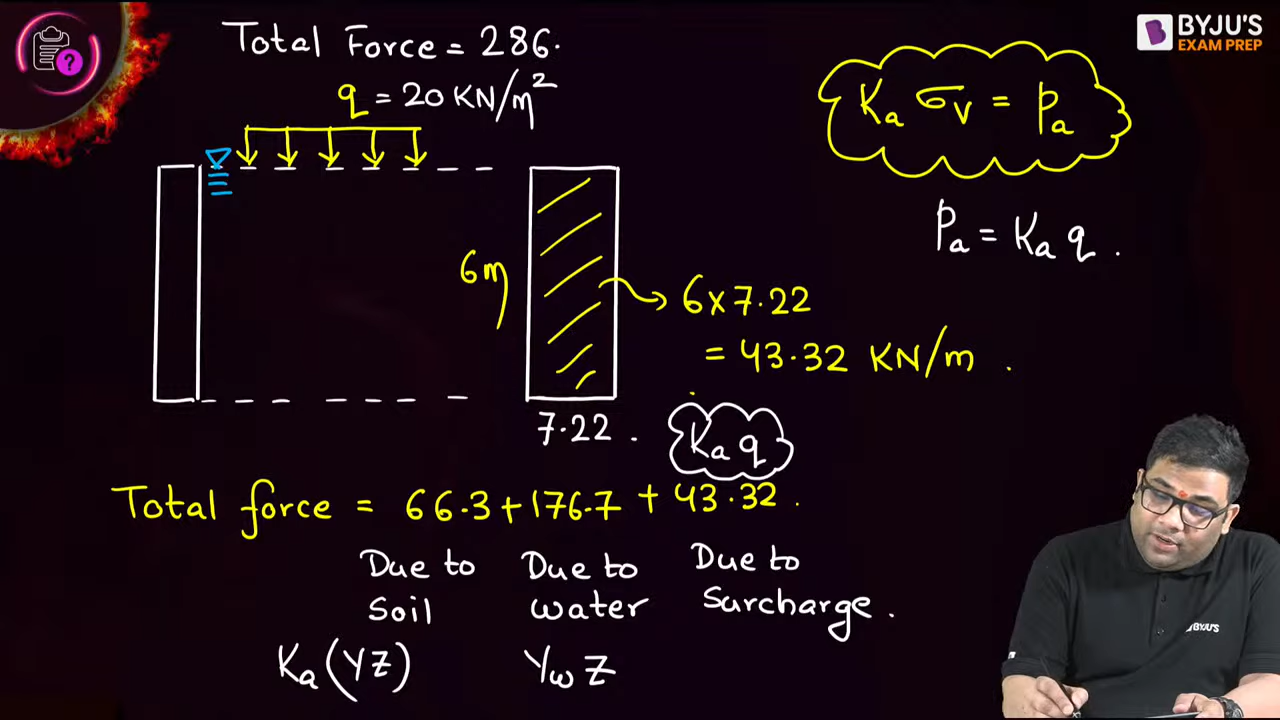 Total Force = 286.
BYJU'S
EXAM PREP
q = 20 KN/m²
Ka σv = Pa
Pa = Ka q .
6m
6×7.22
= 43.32 KN/m .
7.22 .
Ka q
Total force = 66.3 + 176.7 + 43.32 .
Due to soil
Due to water
Due to Surcharge .
Ka (γZ)
γw Z
?
BYJU'S